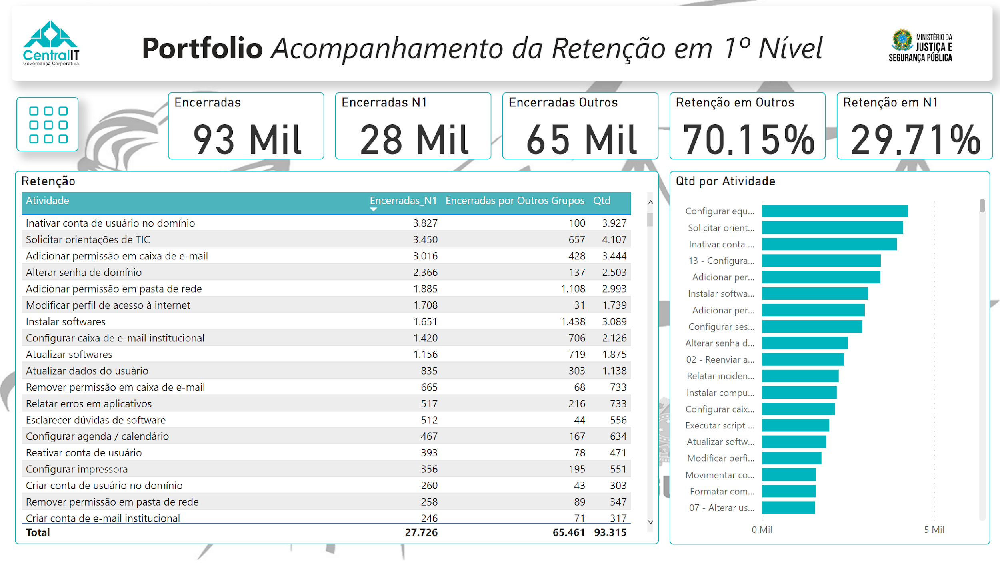 CentralIT
Governança Corporativa
Portfolio Acompanhamento da Retenção em 1º Nível
MINISTÉRIO DA
JUSTIÇA E
SEGURANÇA PÚBLICA
Encerradas
93 Mil
Encerradas N1
28 Mil
Encerradas Outros
65 Mil
Retenção em Outros
70.15%
Retenção em N1
29.71%
Retenção
Atividade Encerradas_N1 Encerradas por Outros Grupos Qtd
Inativar conta de usuário no domínio 3.827 100 3.927
Solicitar orientações de TIC 3.450 657 4.107
Adicionar permissão em caixa de e-mail 3.016 428 3.444
Alterar senha de domínio 2.366 137 2.503
Adicionar permissão em pasta de rede 1.885 1.108 2.993
Modificar perfil de acesso à internet 1.708 31 1.739
Instalar softwares 1.651 1.438 3.089
Configurar caixa de e-mail institucional 1.420 706 2.126
Atualizar softwares 1.156 719 1.875
Atualizar dados do usuário 835 303 1.138
Remover permissão em caixa de e-mail 665 68 733
Relatar erros em aplicativos 517 216 733
Esclarecer dúvidas de software 512 44 556
Configurar agenda / calendário 467 167 634
Reativar conta de usuário 393 78 471
Configurar impressora 356 195 551
Criar conta de usuário no domínio 260 43 303
Remover permissão em pasta de rede 258 89 347
Criar conta de e-mail institucional 246 71 317
Total 27.726 65.461 93.315
Qtd por Atividade
Configurar equ...
Solicitar orient...
Inativar conta ...
13 - Configura...
Adicionar per...
Instalar softwa...
Adicionar per...
Configurar ses...
Alterar senha d...
02 - Reenviar a...
Relatar inciden...
Instalar compu...
Configurar caix...
Executar script ...
Atualizar softw...
Modificar perfi...
Movimentar co...
Formatar com...
07 - Alterar us...
0 Mil 5 Mil